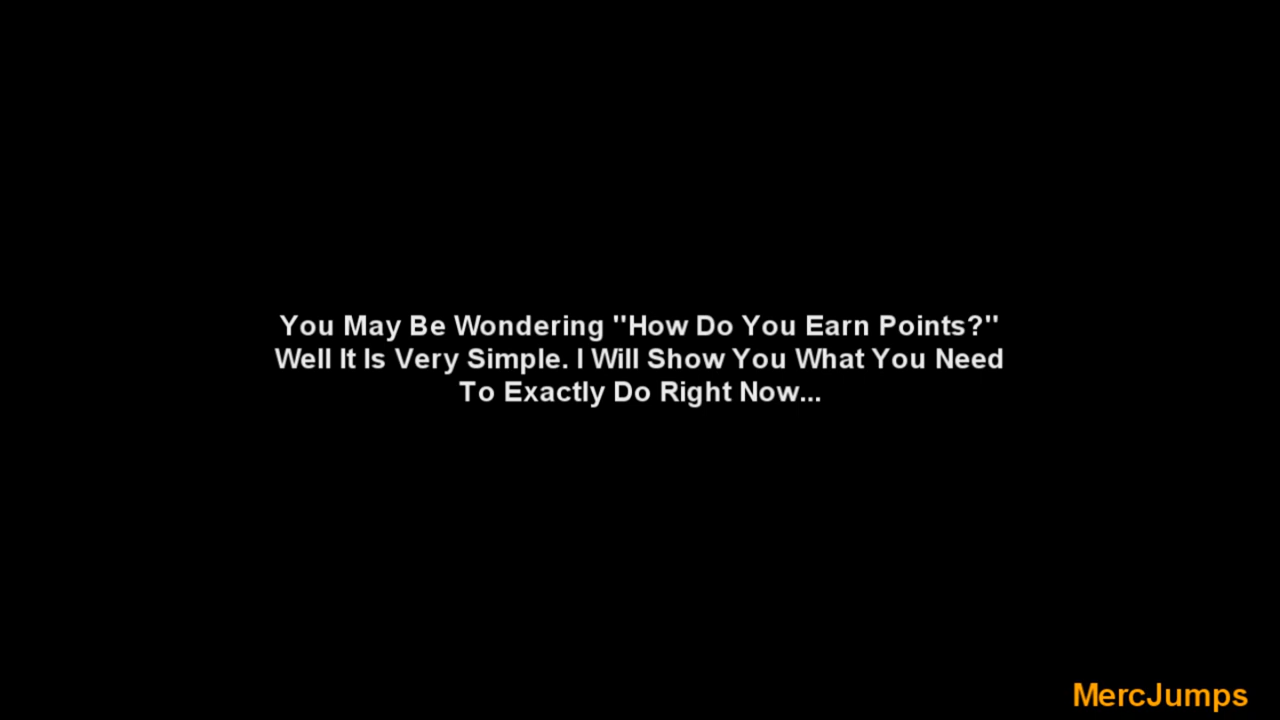 You May Be Wondering "How Do You Earn Points?"
Well It Is Very Simple. I Will Show You What You Need
To Exactly Do Right Now...
MercJumps